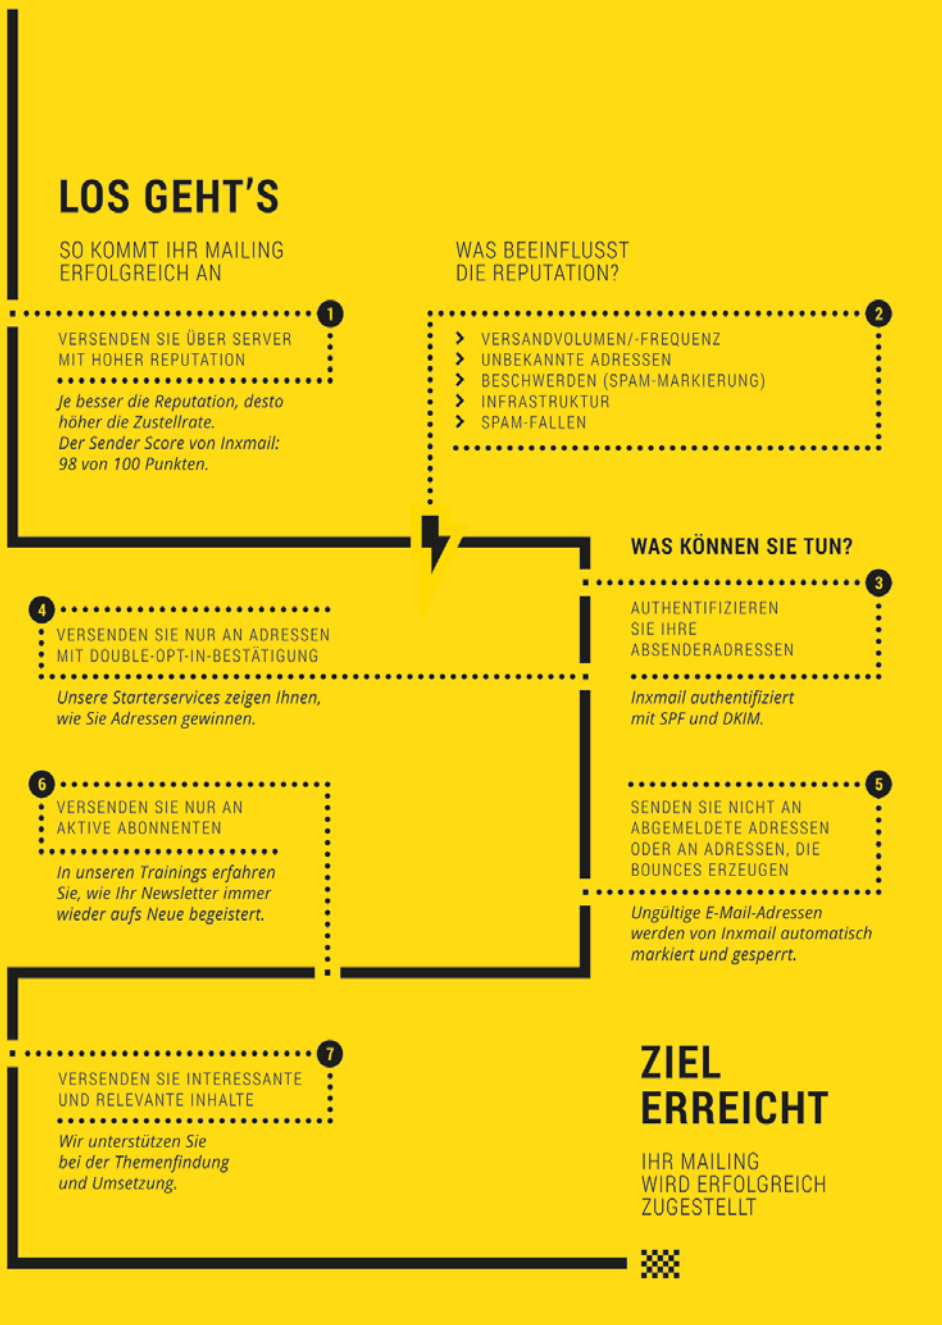 LOS GEHT'S
SO KOMMT IHR MAILING
ERFOLGREICH AN
1
VERSENDEN SIE ÜBER SERVER
MIT HOHER REPUTATION
Je besser die Reputation, desto
höher die Zustellrate.
Der Sender Score von Inxmail:
98 von 100 Punkten.
WAS BEEINFLUSST
DIE REPUTATION?
2
VERSANDVOLUMEN/-FREQUENZ
UNBEKANNTE ADRESSEN
BESCHWERDEN (SPAM-MARKIERUNG)
INFRASTRUKTUR
SPAM-FALLEN
WAS KÖNNEN SIE TUN?
3
AUTHENTIFIZIEREN
SIE IHRE
ABSENDERADRESSEN
Inxmail authentifiziert
mit SPF und DKIM.
4
VERSENDEN SIE NUR AN ADRESSEN
MIT DOUBLE-OPT-IN-BESTÄTIGUNG
Unsere Starterservices zeigen Ihnen,
wie Sie Adressen gewinnen.
5
SENDEN SIE NICHT AN
ABGEMELDETE ADRESSEN
ODER AN ADRESSEN, DIE
BOUNCES ERZEUGEN
Ungültige E-Mail-Adressen
werden von Inxmail automatisch
markiert und gesperrt.
6
VERSENDEN SIE NUR AN
AKTIVE ABONNENTEN
In unseren Trainings erfahren
Sie, wie Ihr Newsletter immer
wieder aufs Neue begeistert.
7
VERSENDEN SIE INTERESSANTE
UND RELEVANTE INHALTE
Wir unterstützen Sie
bei der Themenfindung
und Umsetzung.
ZIEL
ERREICHT
IHR MAILING
WIRD ERFOLGREICH
ZUGESTELLT